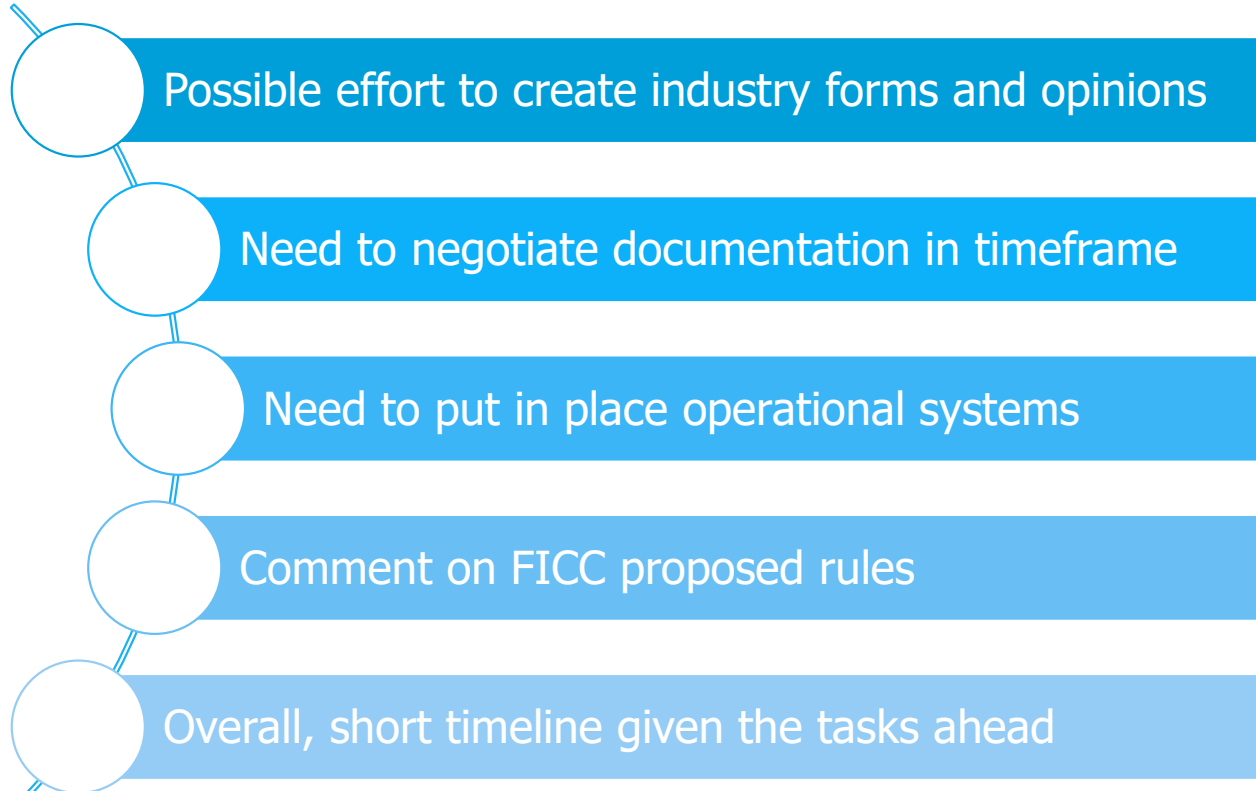 Possible effort to create industry forms and opinions
Need to negotiate documentation in timeframe
Need to put in place operational systems
Comment on FICC proposed rules
Overall, short timeline given the tasks ahead